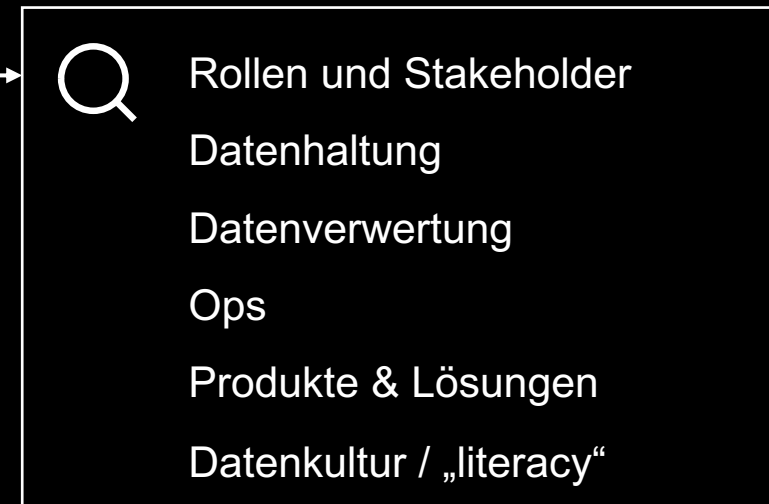 Rollen und Stakeholder
Datenhaltung
Datenverwertung
Ops
Produkte & Lösungen
Datenkultur / „literacy“